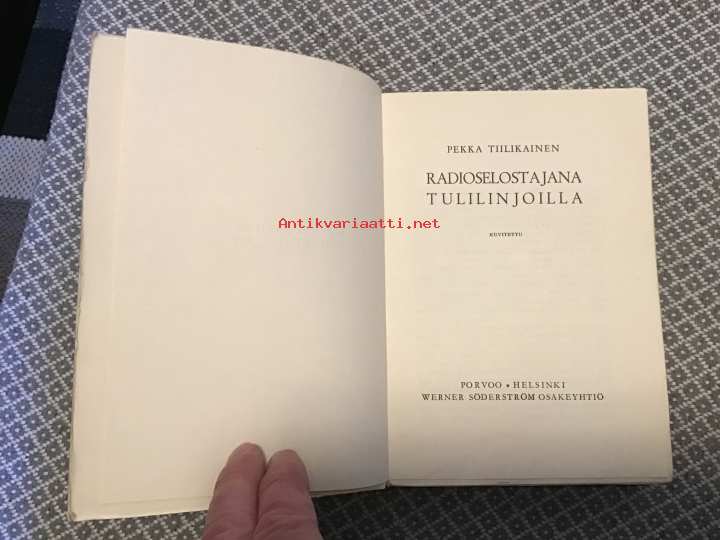 PEKKA TIILIKAINEN
RADIOSELOSTAJANA
TULILINJOILLA
Antikvariaatti.net
KUVITETTU
PORVOO • HELSINKI
WERNER SÖDERSTRÖM OSAKEYHTIÖ